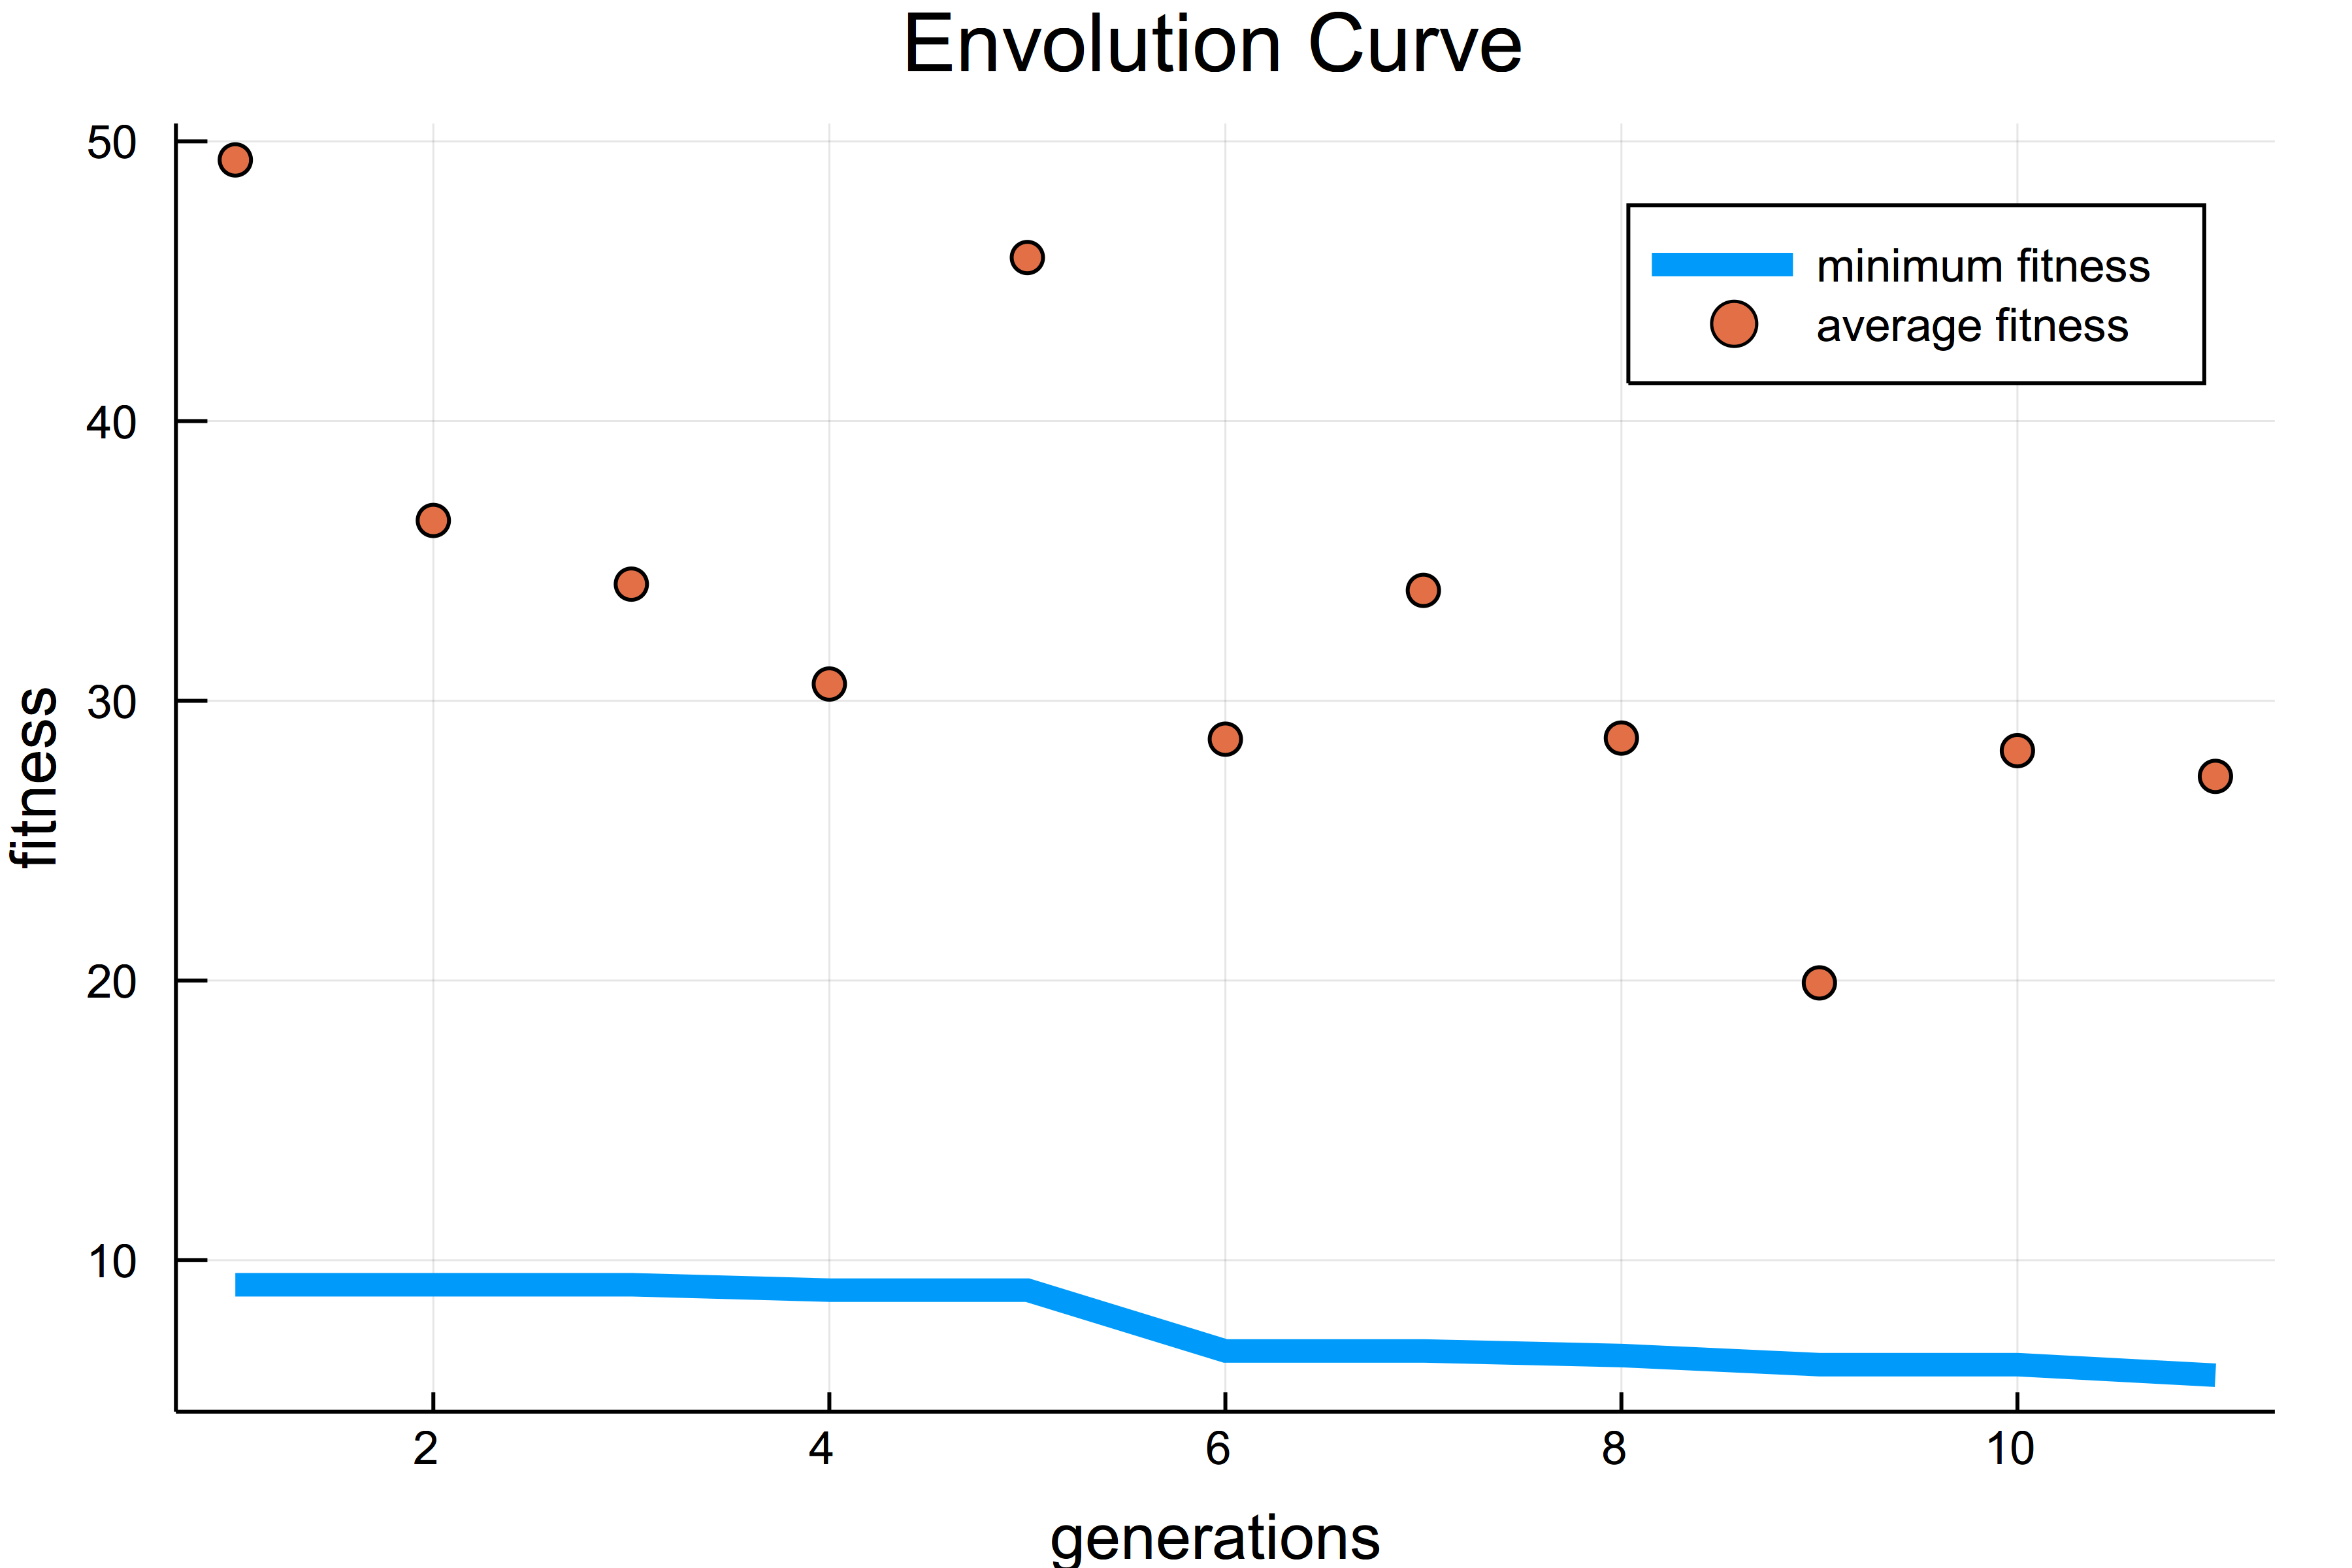 Envolution Curve
50
40
30
20
10
fitness
minimum fitness
average fitness
2 4 6 8 10
generations